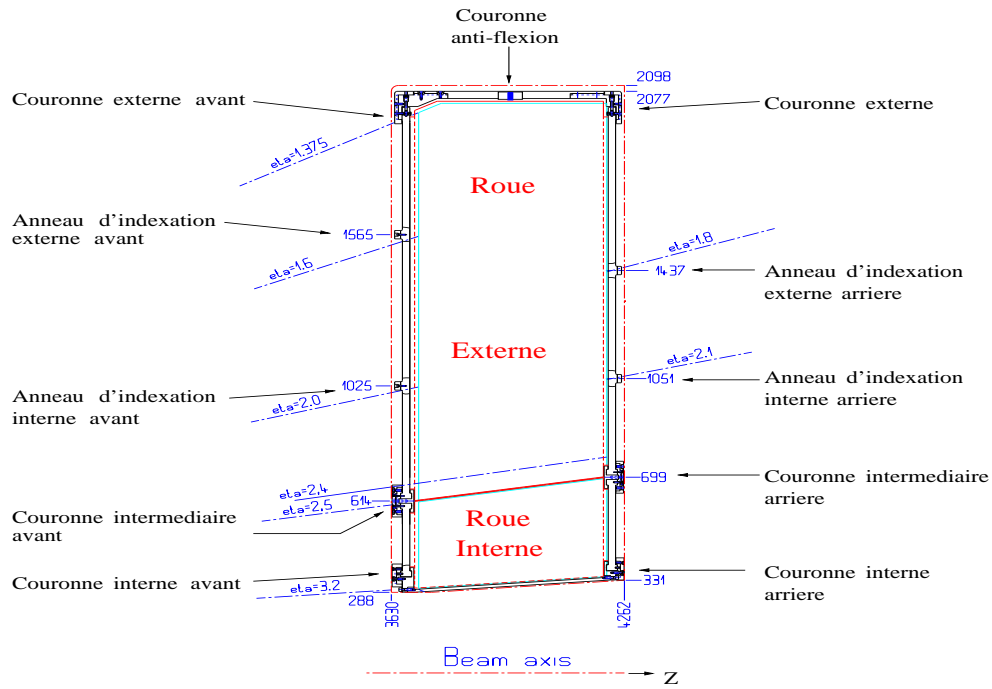 Couronne
anti-flexion
2098
2077
Couronne externe avant
Couronne externe
eta=1.375
Roue
Anneau d'indexation
externe avant
1565
eta=1.6
eta=1.8
1437
Anneau d'indexation
externe arriere
Externe
eta=2.1
1025
1051
Anneau d'indexation
interne avant
eta=2.0
Anneau d'indexation
interne arriere
699
Couronne intermediaire
arriere
eta=2,4
614
eta=2,5
Couronne intermediaire
avant
Roue
Interne
Couronne interne avant
Couronne interne
arriere
eta=3.2
288
331
3630
4262
Beam axis
Z